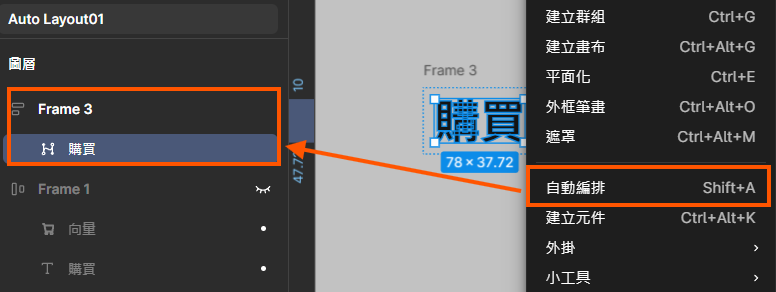 Auto Layout01
圖層
Frame 3
購買
Frame 1
向量
購買
10
47.72
Frame 3
購買
78 × 37.72
建立群組 Ctrl+G
建立畫布 Ctrl+Alt+G
平面化 Ctrl+E
外框筆畫 Ctrl+Alt+O
遮罩 Ctrl+Alt+M
自動編排 Shift+A
建立元件 Ctrl+Alt+K
外掛
小工具